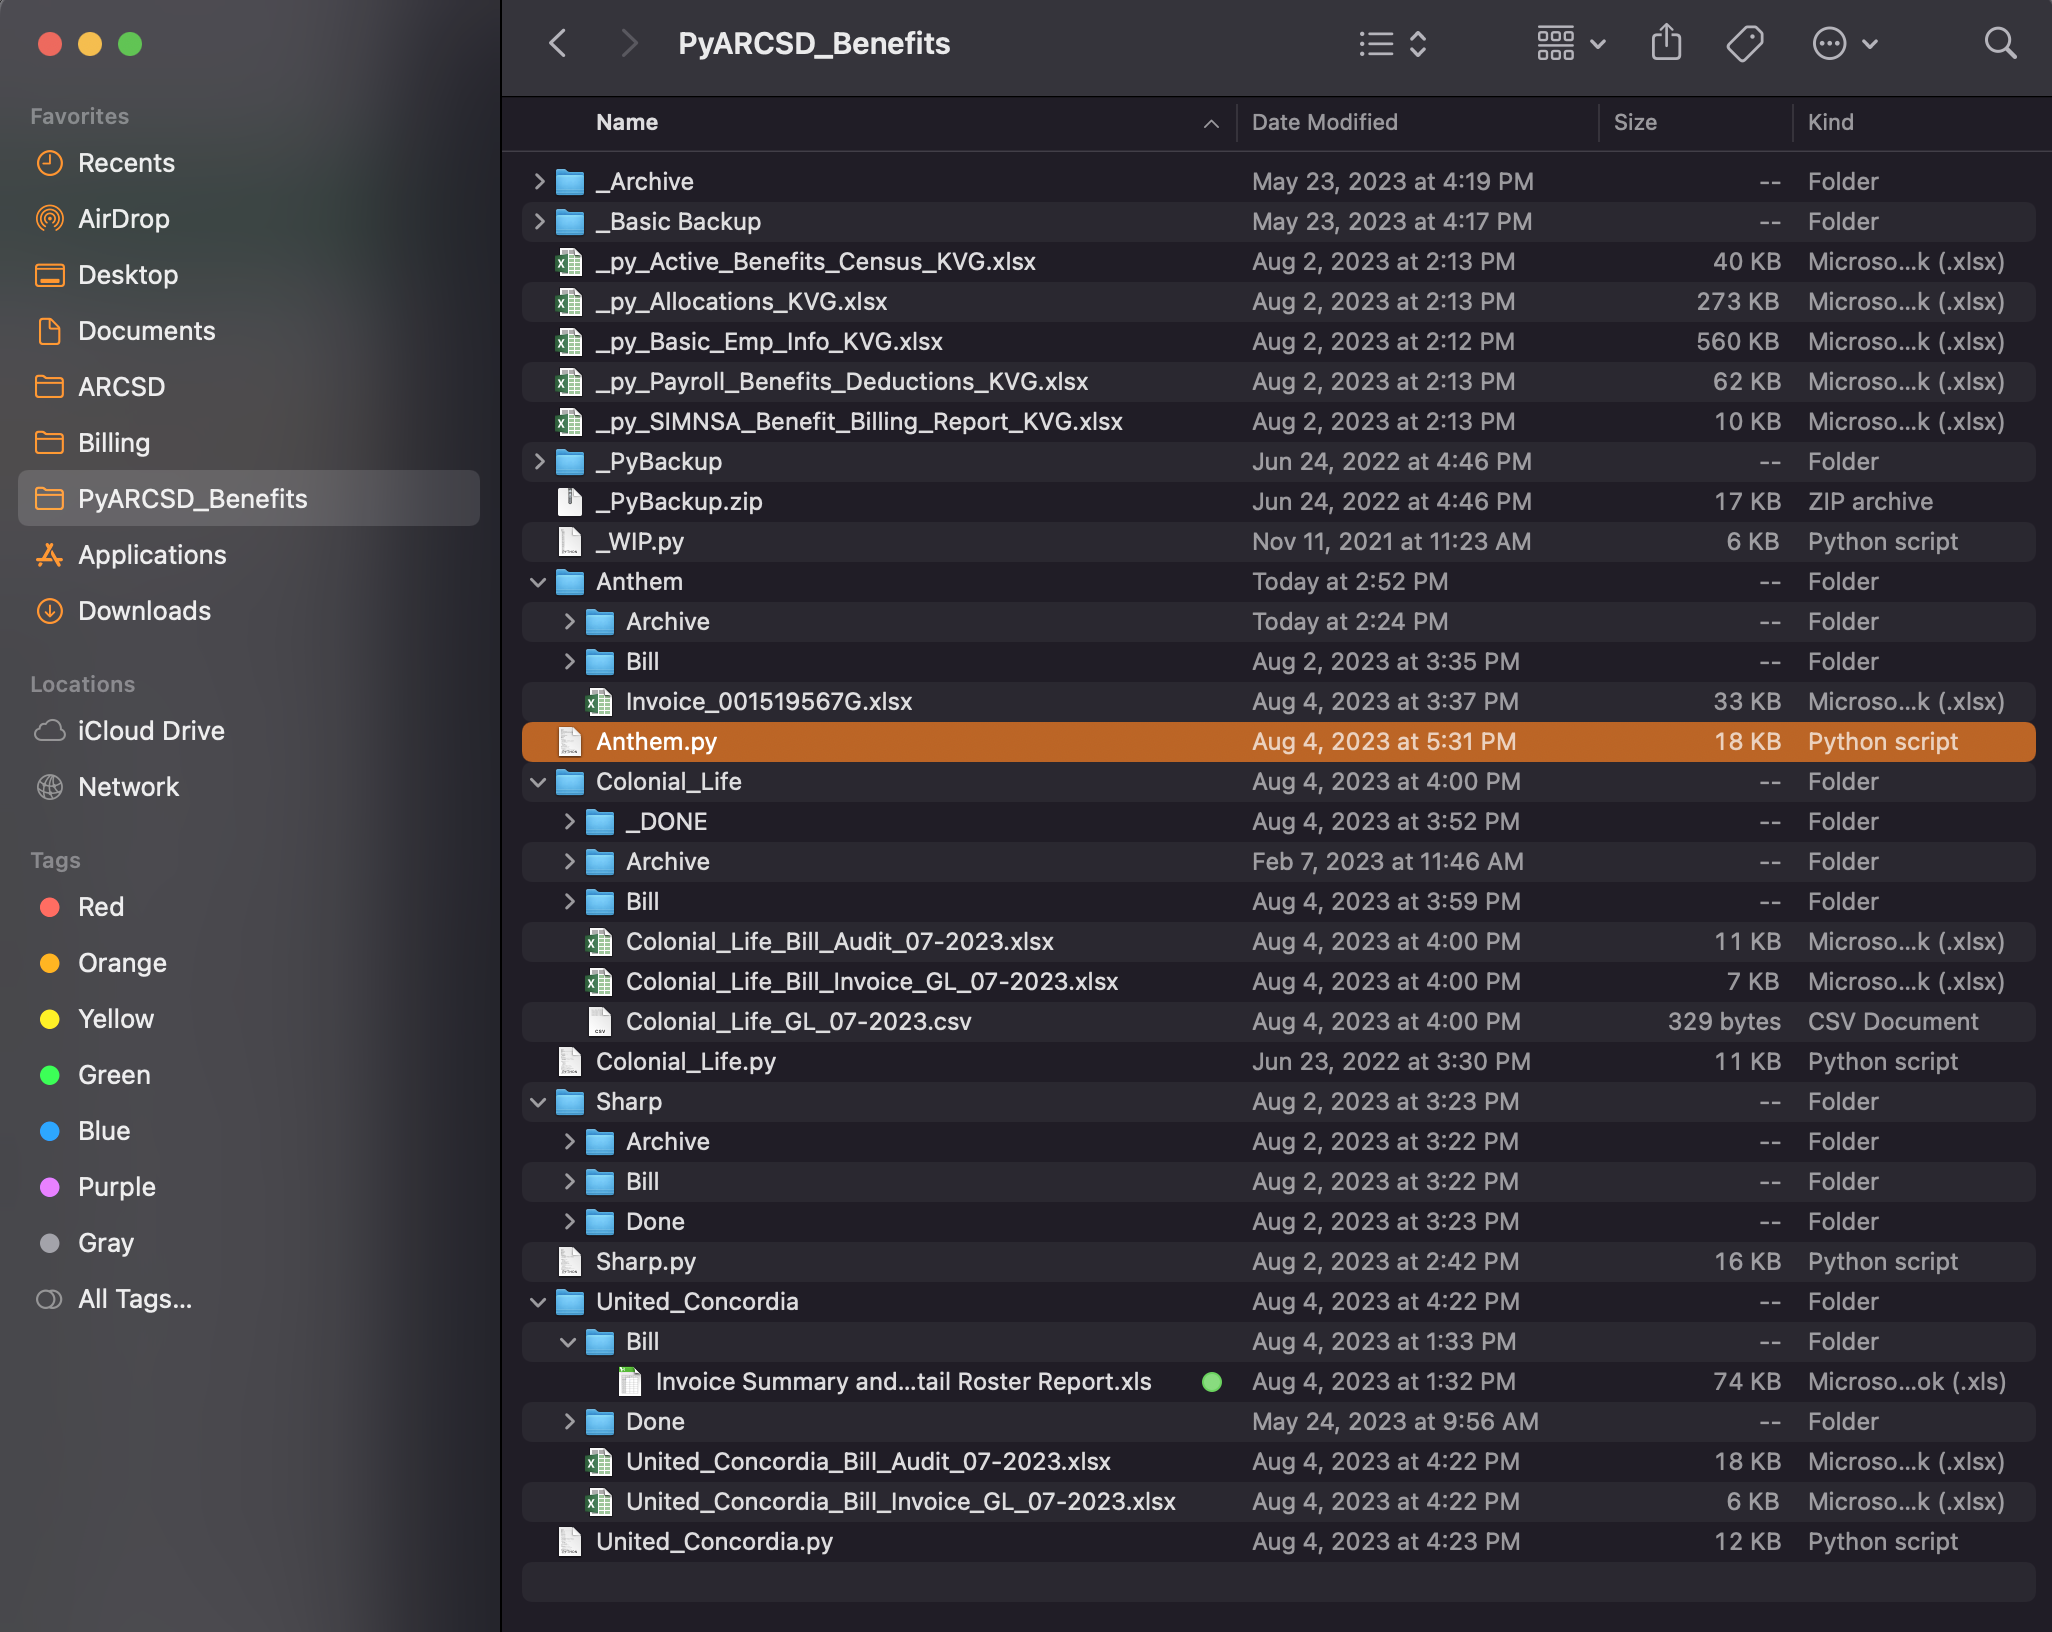 PyARCSD_Benefits
Favorites
Recents
AirDrop
Desktop
Documents
ARCSD
Billing
PyARCSD_Benefits
Applications
Downloads
Locations
iCloud Drive
Network
Tags
Red
Orange
Yellow
Green
Blue
Purple
Gray
All Tags...
Name Date Modified Size Kind
_Archive May 23, 2023 at 4:19 PM -- Folder
_Basic Backup May 23, 2023 at 4:17 PM -- Folder
_py_Active_Benefits_Census_KVG.xlsx Aug 2, 2023 at 2:13 PM 40 KB Microso...k (.xlsx)
_py_Allocations_KVG.xlsx Aug 2, 2023 at 2:13 PM 273 KB Microso...k (.xlsx)
_py_Basic_Emp_Info_KVG.xlsx Aug 2, 2023 at 2:12 PM 560 KB Microso...k (.xlsx)
_py_Payroll_Benefits_Deductions_KVG.xlsx Aug 2, 2023 at 2:13 PM 62 KB Microso...k (.xlsx)
_py_SIMNSA_Benefit_Billing_Report_KVG.xlsx Aug 2, 2023 at 2:13 PM 10 KB Microso...k (.xlsx)
_PyBackup Jun 24, 2022 at 4:46 PM -- Folder
_PyBackup.zip Jun 24, 2022 at 4:46 PM 17 KB ZIP archive
_WIP.py Nov 11, 2021 at 11:23 AM 6 KB Python script
Anthem Today at 2:52 PM -- Folder
Archive Today at 2:24 PM -- Folder
Bill Aug 2, 2023 at 3:35 PM -- Folder
Invoice_001519567G.xlsx Aug 4, 2023 at 3:37 PM 33 KB Microso...k (.xlsx)
Anthem.py Aug 4, 2023 at 5:31 PM 18 KB Python script
Colonial_Life Aug 4, 2023 at 4:00 PM -- Folder
_DONE Aug 4, 2023 at 3:52 PM -- Folder
Archive Feb 7, 2023 at 11:46 AM -- Folder
Bill Aug 4, 2023 at 3:59 PM -- Folder
Colonial_Life_Bill_Audit_07-2023.xlsx Aug 4, 2023 at 4:00 PM 11 KB Microso...k (.xlsx)
Colonial_Life_Bill_Invoice_GL_07-2023.xlsx Aug 4, 2023 at 4:00 PM 7 KB Microso...k (.xlsx)
Colonial_Life_GL_07-2023.csv Aug 4, 2023 at 4:00 PM 329 bytes CSV Document
Colonial_Life.py Jun 23, 2022 at 3:30 PM 11 KB Python script
Sharp Aug 2, 2023 at 3:23 PM -- Folder
Archive Aug 2, 2023 at 3:22 PM -- Folder
Bill Aug 2, 2023 at 3:22 PM -- Folder
Done Aug 2, 2023 at 3:23 PM -- Folder
Sharp.py Aug 2, 2023 at 2:42 PM 16 KB Python script
United_Concordia Aug 4, 2023 at 4:22 PM -- Folder
Bill Aug 4, 2023 at 1:33 PM -- Folder
Invoice Summary and...tail Roster Report.xls Aug 4, 2023 at 1:32 PM 74 KB Microso...ok (.xls)
Done May 24, 2023 at 9:56 AM -- Folder
United_Concordia_Bill_Audit_07-2023.xlsx Aug 4, 2023 at 4:22 PM 18 KB Microso...k (.xlsx)
United_Concordia_Bill_Invoice_GL_07-2023.xlsx Aug 4, 2023 at 4:22 PM 6 KB Microso...k (.xlsx)
United_Concordia.py Aug 4, 2023 at 4:23 PM 12 KB Python script